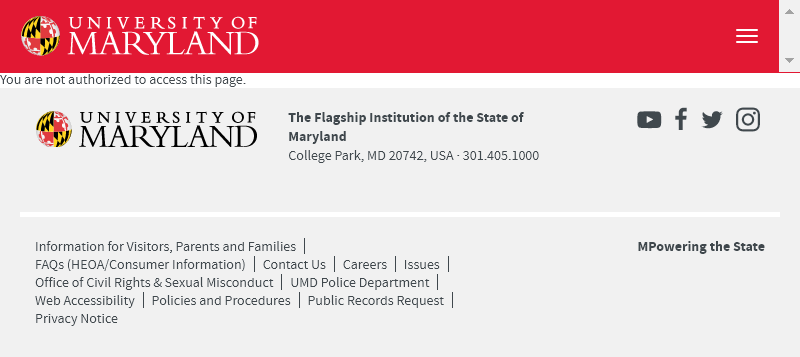 UNIVERSITY OF
MARYLAND
You are not authorized to access this page.
UNIVERSITY OF
MARYLAND
The Flagship Institution of the State of
Maryland
College Park, MD 20742, USA · 301.405.1000
Information for Visitors, Parents and Families
FAQs (HEOA/Consumer Information) Contact Us Careers Issues
Office of Civil Rights & Sexual Misconduct UMD Police Department
Web Accessibility Policies and Procedures Public Records Request
Privacy Notice
MPowering the State